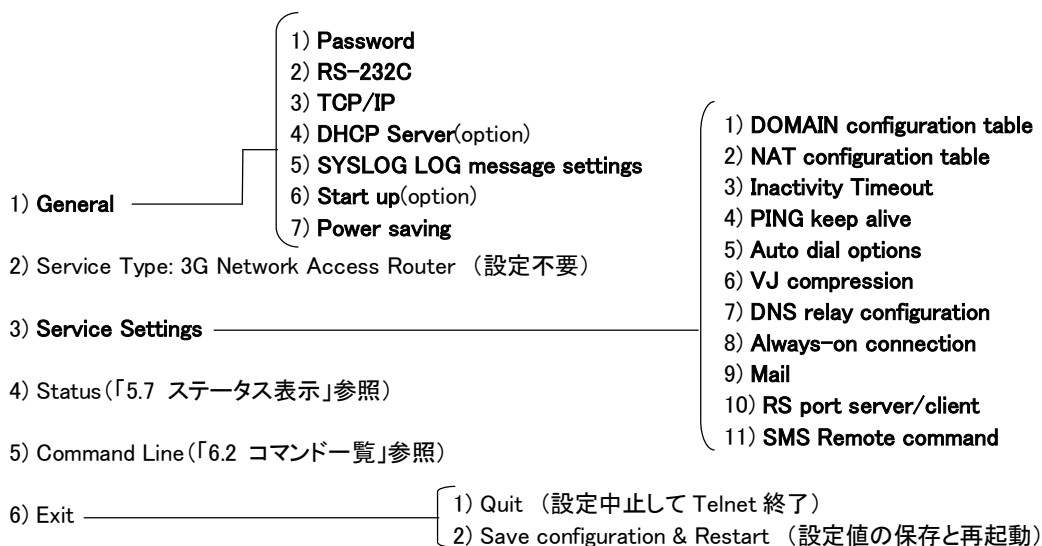 1) General
1) Password
2) RS-232C
3) TCP/IP
4) DHCP Server(option)
5) SYSLOG LOG message settings
6) Start up(option)
7) Power saving
2) Service Type: 3G Network Access Router （設定不要）
3) Service Settings
1) DOMAIN configuration table
2) NAT configuration table
3) Inactivity Timeout
4) PING keep alive
5) Auto dial options
6) VJ compression
7) DNS relay configuration
8) Always-on connection
9) Mail
10) RS port server/client
11) SMS Remote command
4) Status（「5.7 ステータス表示」参照）
5) Command Line（「6.2 コマンド一覧」参照）
6) Exit
1) Quit （設定中止して Telnet 終了）
2) Save configuration & Restart （設定値の保存と再起動）